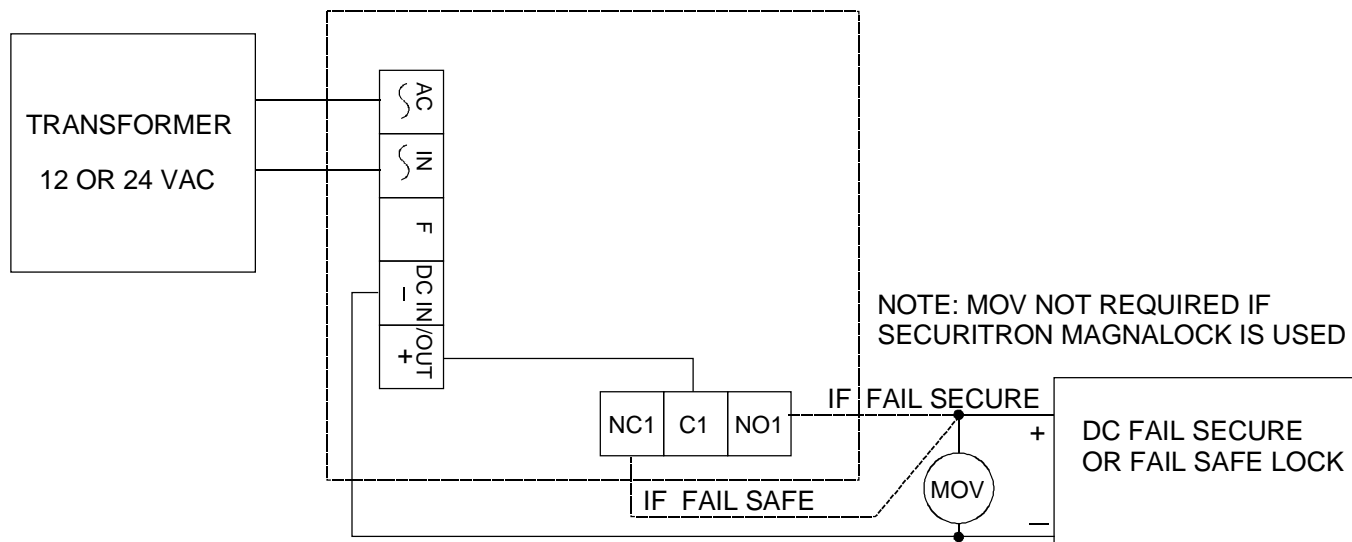 TRANSFORMER
12 OR 24 VAC
AC
IN
F
DC IN/OUT
–
+
NC1
C1
NO1
IF FAIL SECURE
IF FAIL SAFE
NOTE: MOV NOT REQUIRED IF
SECURITRON MAGNALOCK IS USED
MOV
+
—
DC FAIL SECURE
OR FAIL SAFE LOCK